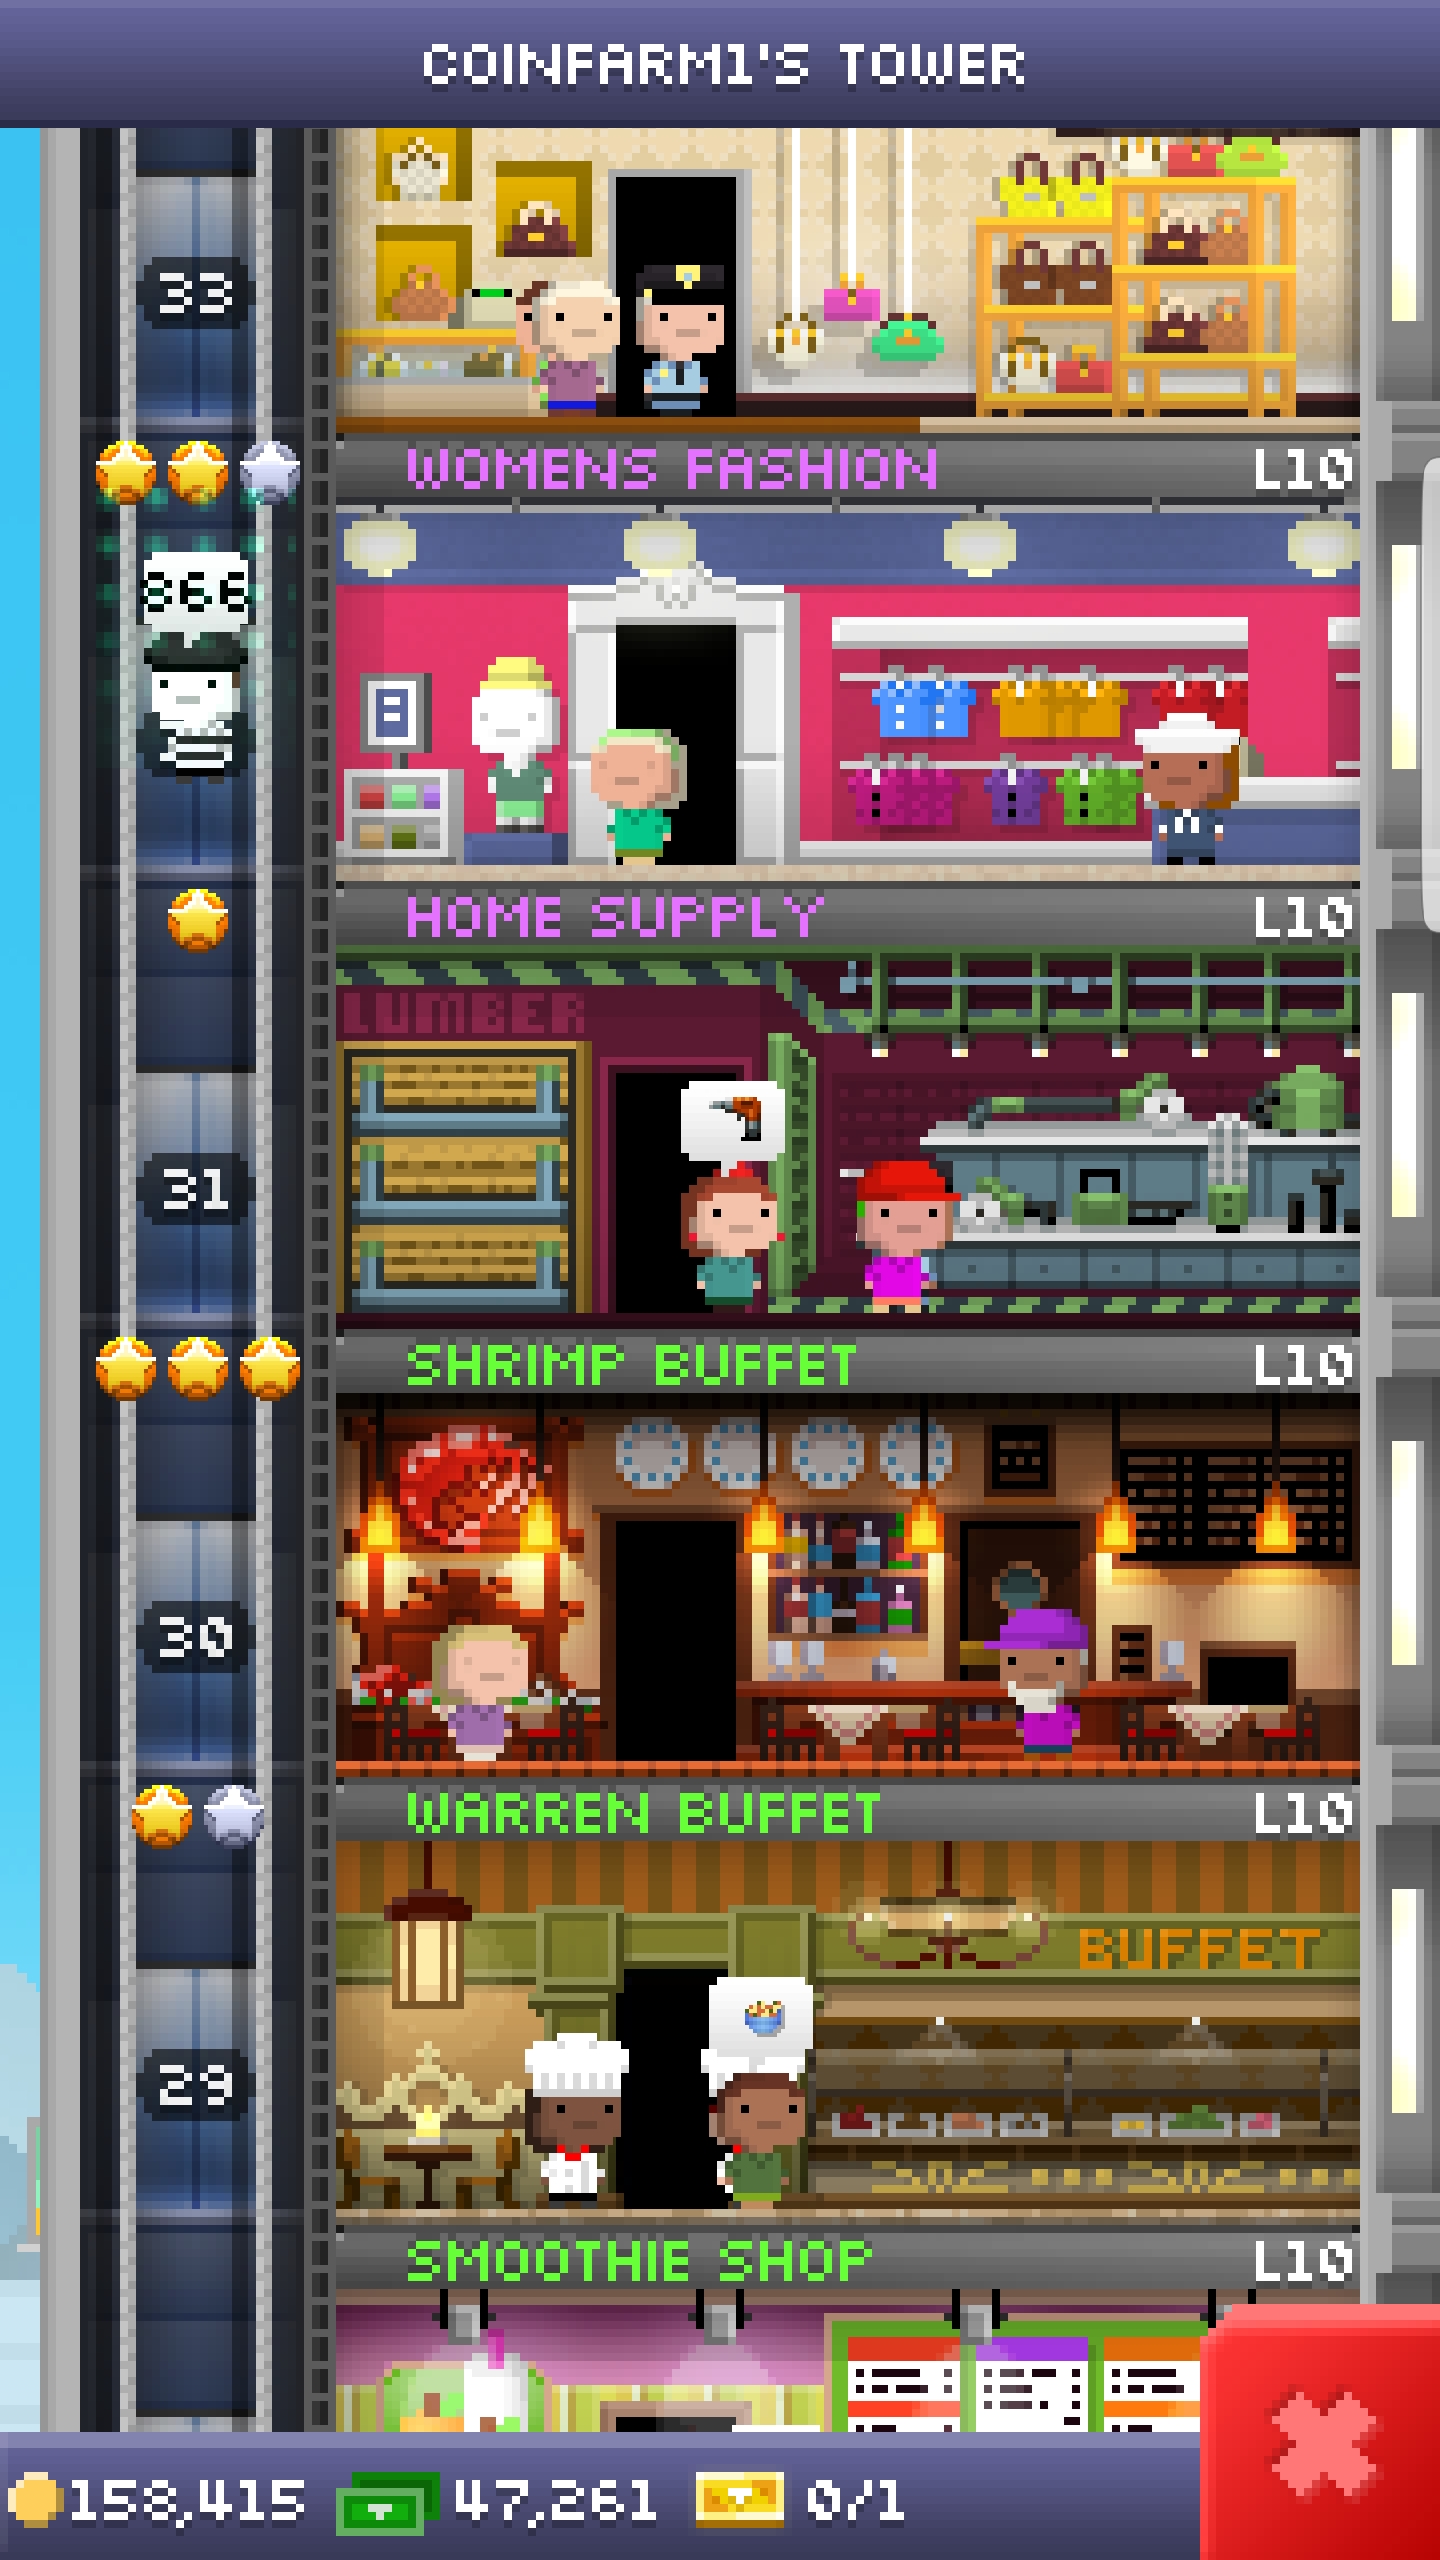 COINFARM1'S TOWER
33
WOMENS FASHION L10
866
HOME SUPPLY L10
LUMBER
31
SHRIMP BUFFET L10
30
WARREN BUFFET L10
BUFFET
29
SMOOTHIE SHOP L10
158,415 47,261 0/1